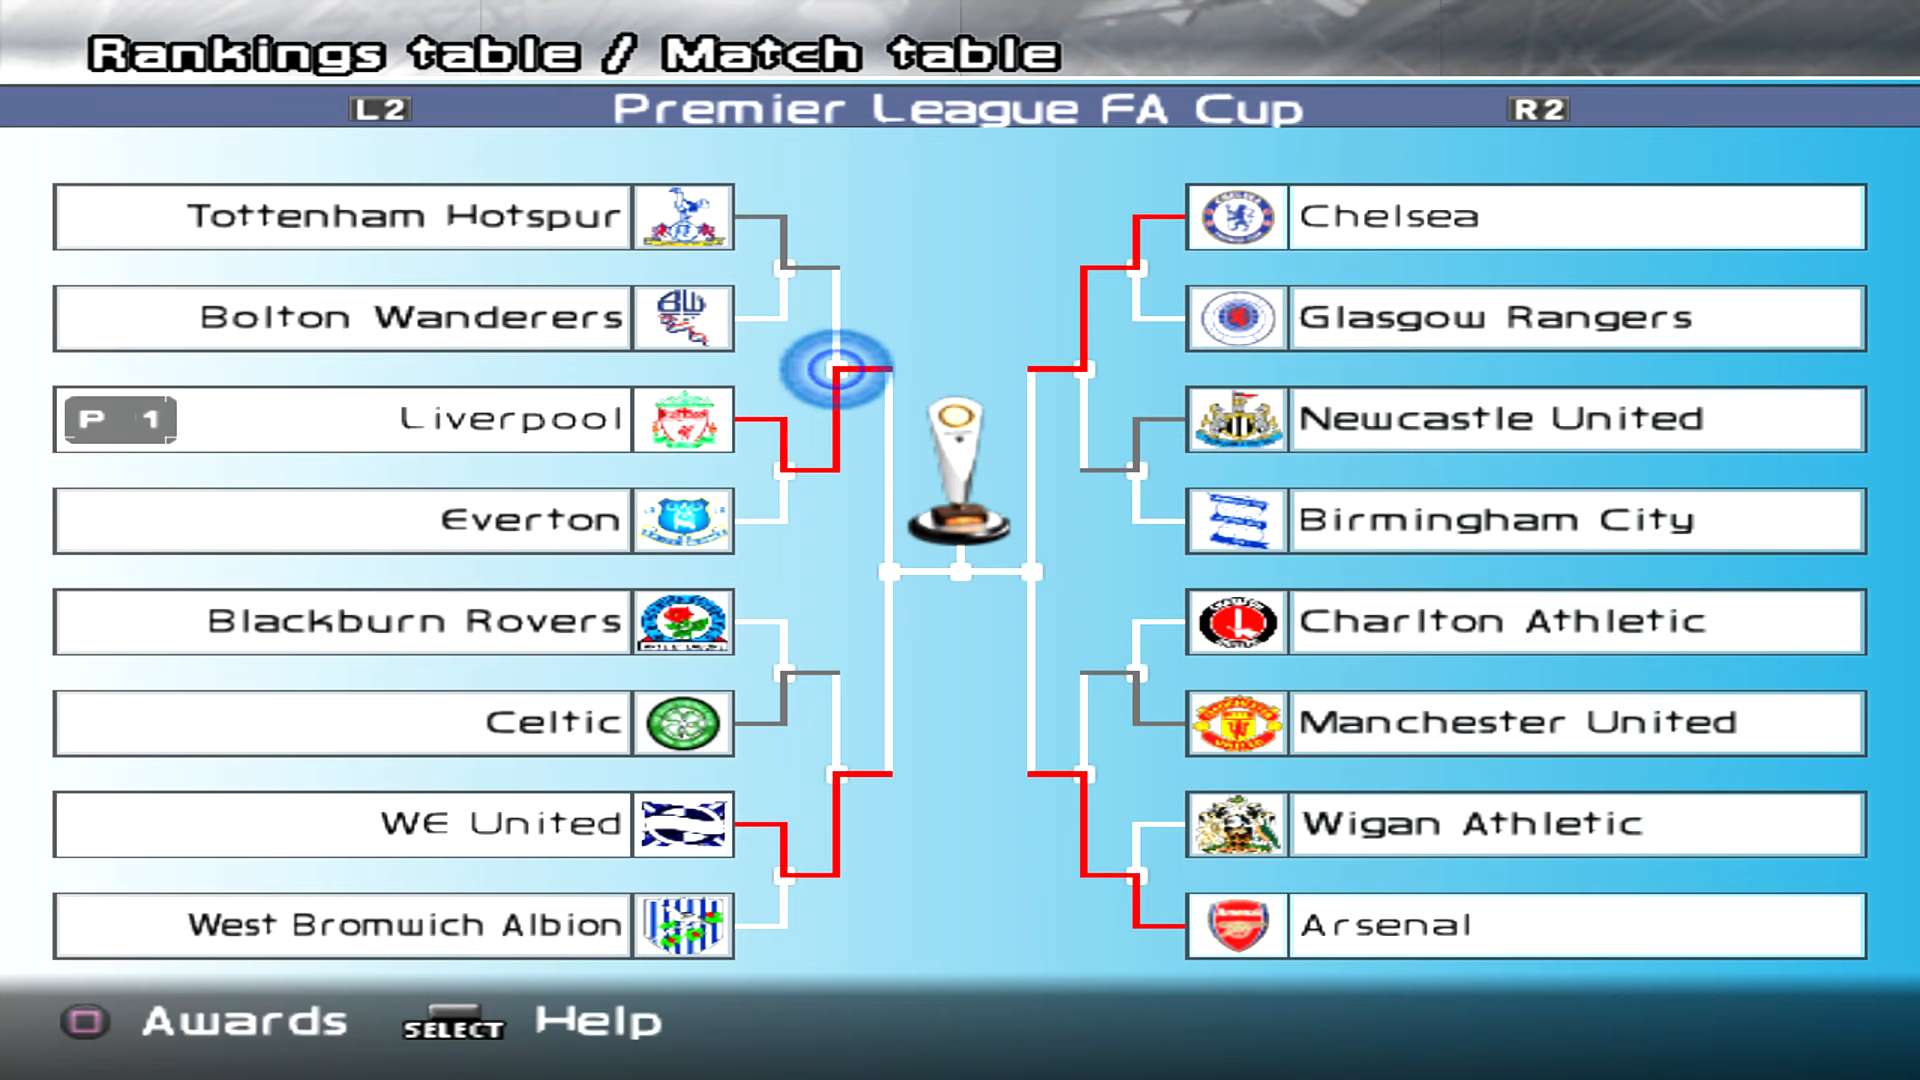 Rankings table / Match table
L2 Premier League FA Cup R2
Tottenham Hotspur
Bolton Wanderers
P 1 Liverpool
Everton
Blackburn Rovers
Celtic
WE United
West Bromwich Albion
Chelsea
Glasgow Rangers
Newcastle United
Birmingham City
Charlton Athletic
Manchester United
Wigan Athletic
Arsenal
Awards SELECT Help